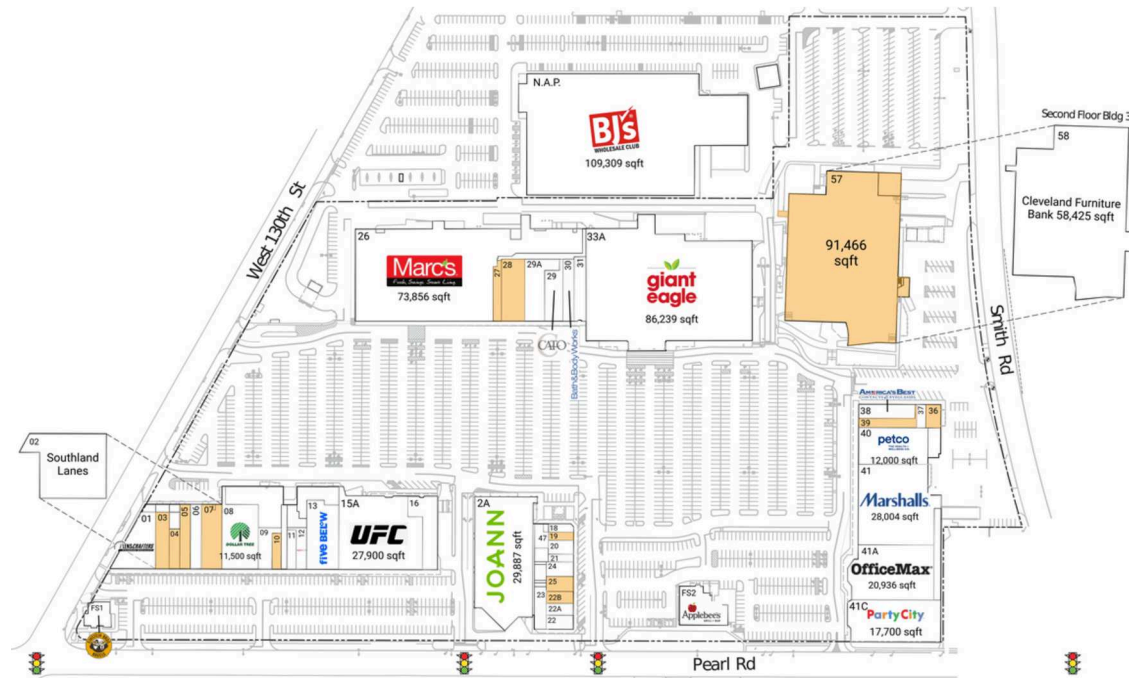 N.A.P.
BJ's
WHOLESALE CLUB
109,309 sqft
Second Floor Bldg 3
58
Cleveland Furniture
Bank 58,425 sqft
57
91,466
sqft
West 130th St
26
Marc's
73,856 sqft
27
28
29A
29
30
31
33A
giant
eagle
86,239 sqft
CATO
Bath&BodyWorks
Smith Rd
AMERICA'S BEST
38
37
36
39
40
petco
12,000 sqft
41
Marshalls
28,004 sqft
41A
OfficeMax
20,936 sqft
41C
PartyCity
17,700 sqft
02
Southland
Lanes
01
03
04
05
06
07
08
DOLLAR TREE
11,500 sqft
09
10
11
12
13
five BELOW
15A
16
UFC
27,900 sqft
2A
JOANN
29,887 sqft
18
47
19
20
21
24
25
23
22B
22A
22
FS1
FS2
Applebee's
Pearl Rd